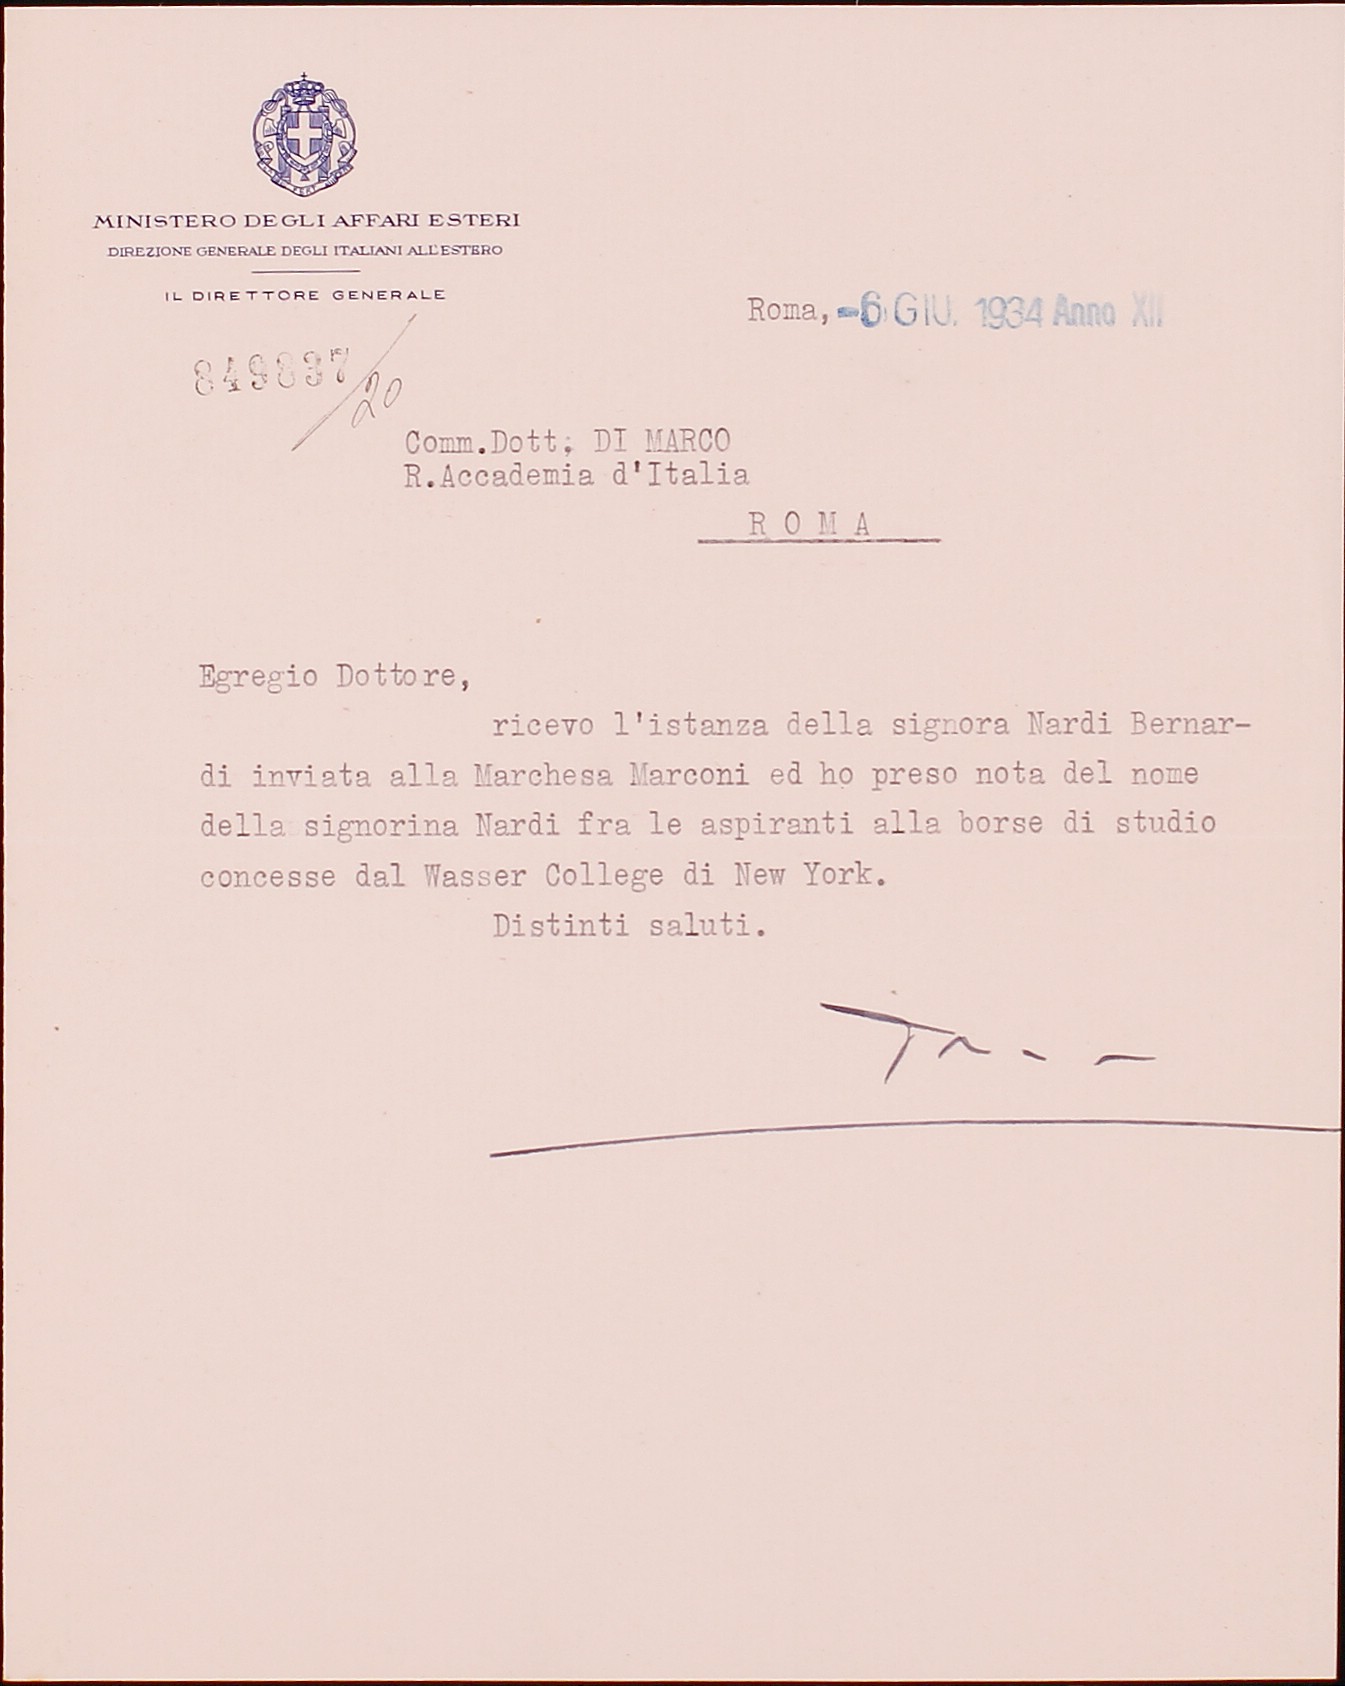 MINISTERO DEGLI AFFARI ESTERI
DIREZIONE GENERALE DEGLI ITALIANI ALL'ESTERO
IL DIRETTORE GENERALE
Roma, -6 GIU. 1934 Anno XII
849837/20
Comm.Dott. DI MARCO
R.Accademia d'Italia
R O M A
Egregio Dottore,
ricevo l'istanza della signora Nardi Bernar-
di inviata alla Marchesa Marconi ed ho preso nota del nome
della signorina Nardi fra le aspiranti alla borse di studio
concesse dal Wasser College di New York.
Distinti saluti.